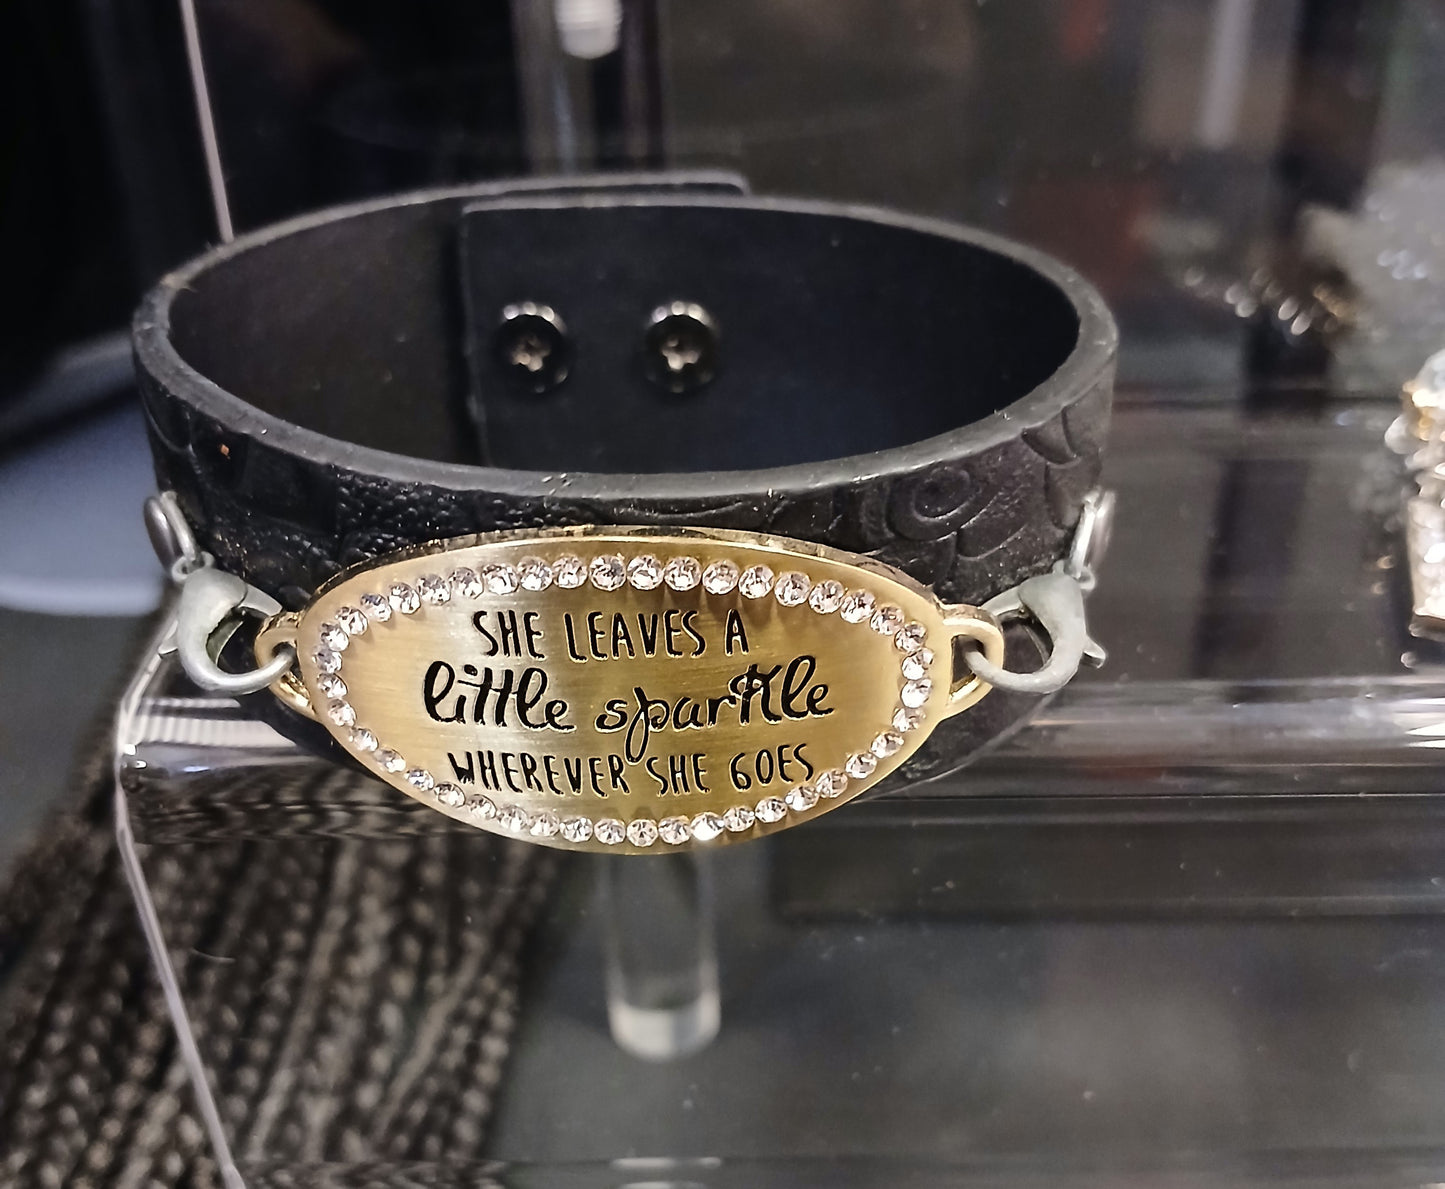 SHE LEAVES A
little sparkle
WHEREVER SHE GOES